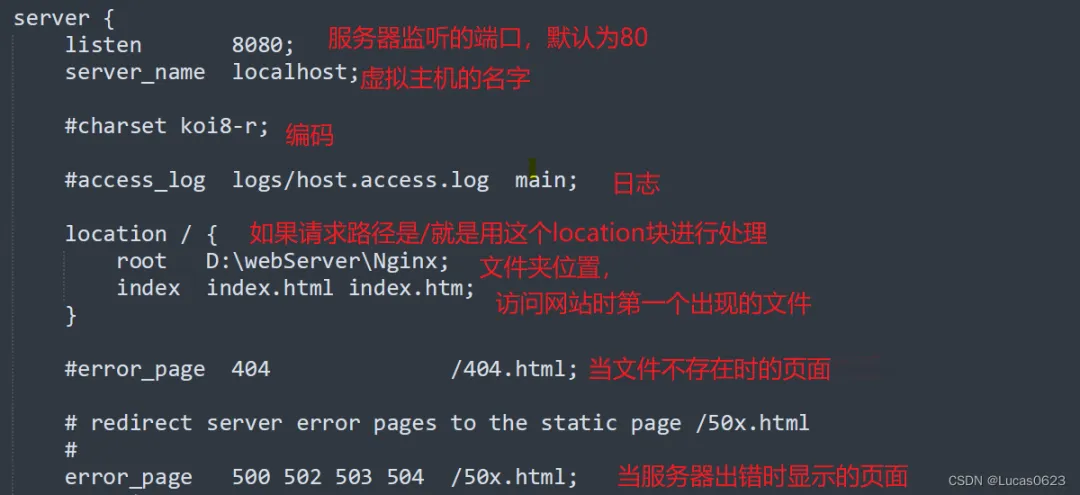 server {
listen 8080; 服务器监听的端口，默认为80
server_name localhost; 虚拟主机的名字
#charset koi8-r; 编码
#access_log logs/host.access.log main; 日志
location / { 如果请求路径是/就是用这个location块进行处理
root D:\webServer\Nginx; 文件夹位置，
index index.html index.htm; 访问网站时第一个出现的文件
}
#error_page 404 /404.html; 当文件不存在时的页面
# redirect server error pages to the static page /50x.html
#
error_page 500 502 503 504 /50x.html; 当服务器出错时显示的页面
CSDN @Lucas0623